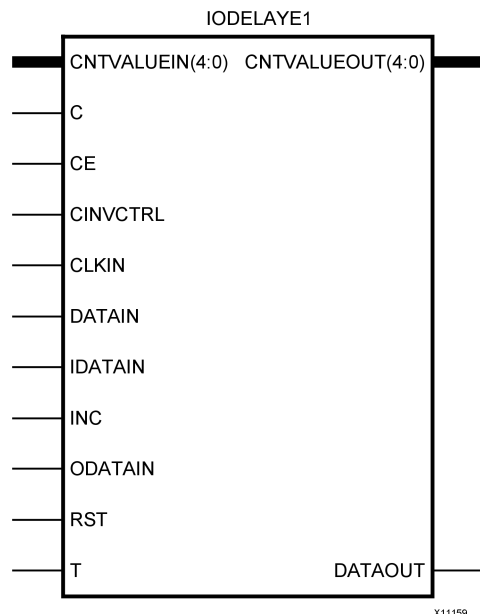 IODELAYE1
CNTVALUEIN(4:0) CNTVALUEOUT(4:0)
C
CE
CINVCTRL
CLKIN
DATAIN
IDATAIN
INC
ODATAIN
RST
T DATAOUT
X11159